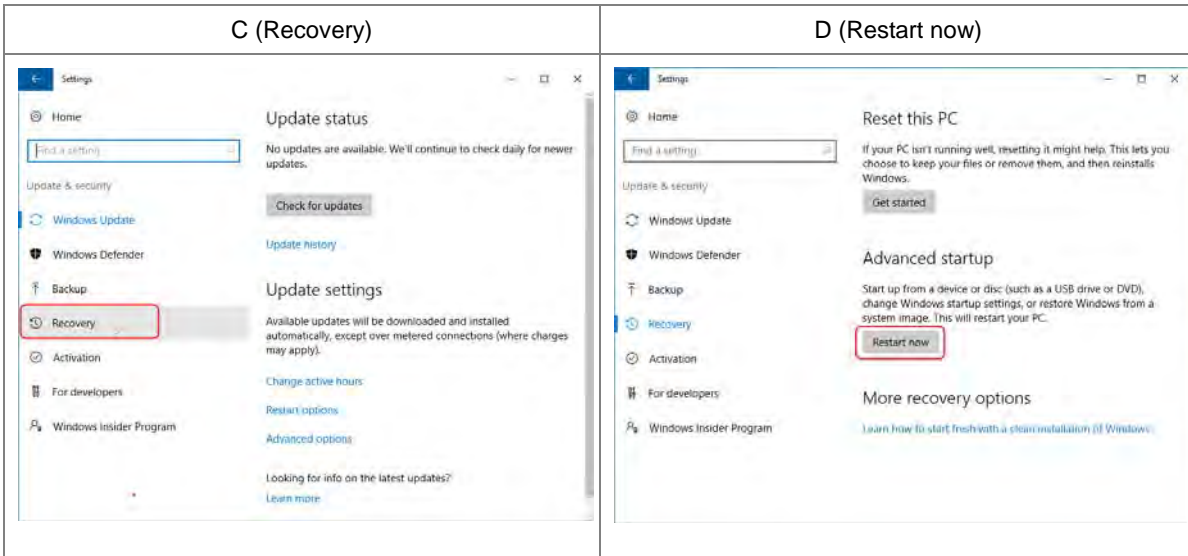 C (Recovery)
D (Restart now)
Settings
Home
Find a setting
Update & security
Windows Update
Windows Defender
Backup
Recovery
Activation
For developers
Windows Insider Program
Update status
No updates are available. We'll continue to check daily for newer
updates.
Check for updates
Update history
Update settings
Available updates will be downloaded and installed
automatically, except over metered connections (where charges
may apply).
Change active hours
Restart options
Advanced options
Looking for info on the latest updates?
Learn more
Settings
Home
Find a setting
Update & security
Windows Update
Windows Defender
Backup
Recovery
Activation
For developers
Windows Insider Program
Reset this PC
If your PC isn't running well, resetting it might help. This lets you
choose to keep your files or remove them, and then reinstalls
Windows.
Get started
Advanced startup
Start up from a device or disc (such as a USB drive or DVD),
change Windows startup settings, or restore Windows from a
system image. This will restart your PC.
Restart now
More recovery options
Learn how to start fresh with a clean installation of Windows